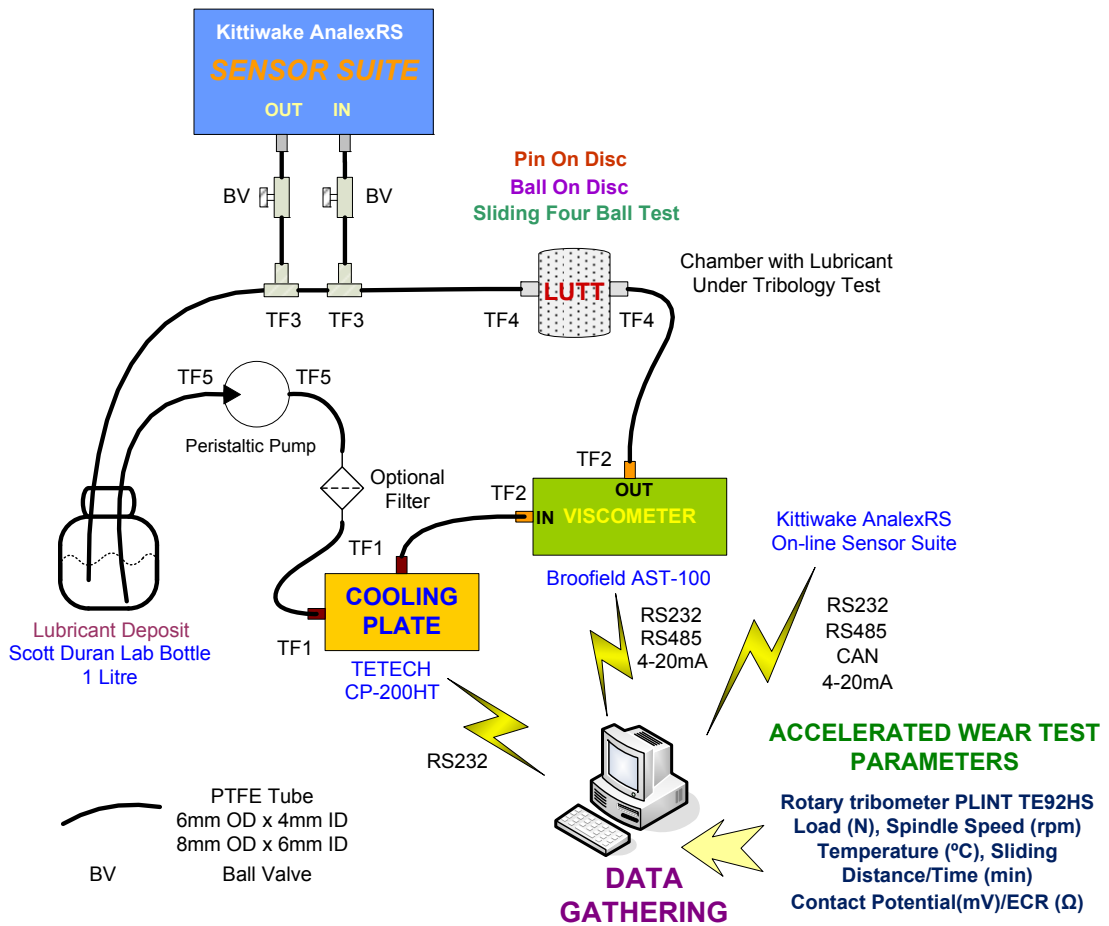 Kittiwake AnalexRS
SENSOR SUITE
OUT IN
BV
BV
Pin On Disc
Ball On Disc
Sliding Four Ball Test
Chamber with Lubricant
Under Tribology Test
LUTT
TF3
TF3
TF4
TF4
TF5
TF5
Peristaltic Pump
Optional
Filter
TF2
OUT
TF2
IN
VISCOMETER
Broofield AST-100
Kittiwake AnalexRS
On-line Sensor Suite
TF1
COOLING
PLATE
TF1
TETECH
CP-200HT
Lubricant Deposit
Scott Duran Lab Bottle
1 Litre
RS232
RS485
4-20mA
RS232
RS485
CAN
4-20mA
RS232
ACCELERATED WEAR TEST
PARAMETERS
Rotary tribometer PLINT TE92HS
Load (N), Spindle Speed (rpm)
Temperature (ºC), Sliding
Distance/Time (min)
Contact Potential(mV)/ECR (Ω)
PTFE Tube
6mm OD x 4mm ID
8mm OD x 6mm ID
BV
Ball Valve
DATA
GATHERING